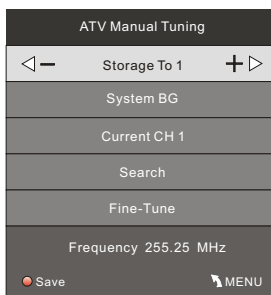 ATV Manual Tuning
Storage To 1
System BG
Current CH 1
Search
Fine-Tune
Frequency 255.25 MHz
Save MENU